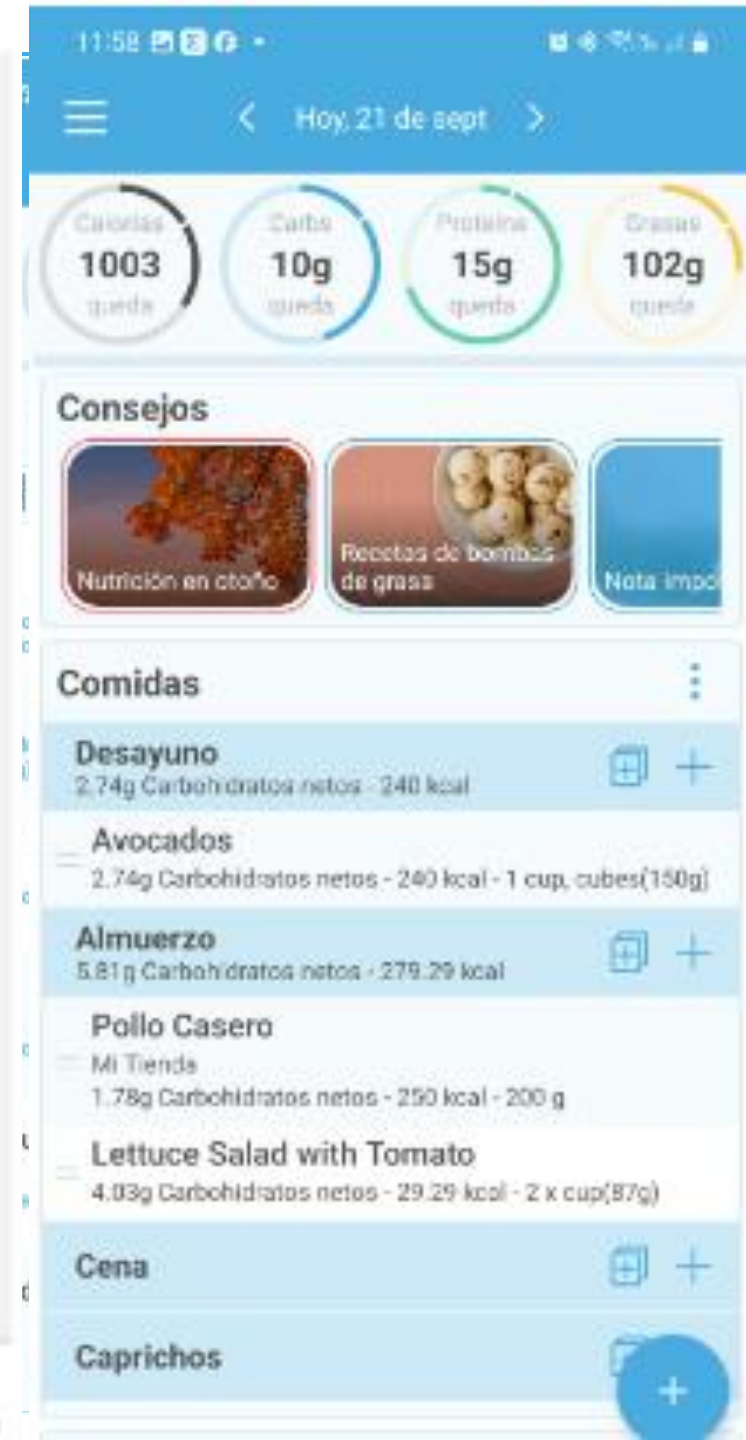 11:58
Hoy, 21 de sept
Calorías Carbs Proteína Grasas
1003 10g 15g 102g
queda queda queda queda
Consejos
Nutrición en otoño
Recetas de bombas
de grasa
Nota impo
Comidas
Desayuno
2.74g Carbohidratos netos - 240 kcal
Avocados
2.74g Carbohidratos netos - 240 kcal - 1 cup, cubes(150g)
Almuerzo
5.81g Carbohidratos netos - 279.29 kcal
Pollo Casero
Mi Tienda
1.78g Carbohidratos netos - 250 kcal - 200 g
Lettuce Salad with Tomato
4.03g Carbohidratos netos - 29.29 kcal - 2 x cup(87g)
Cena
Caprichos